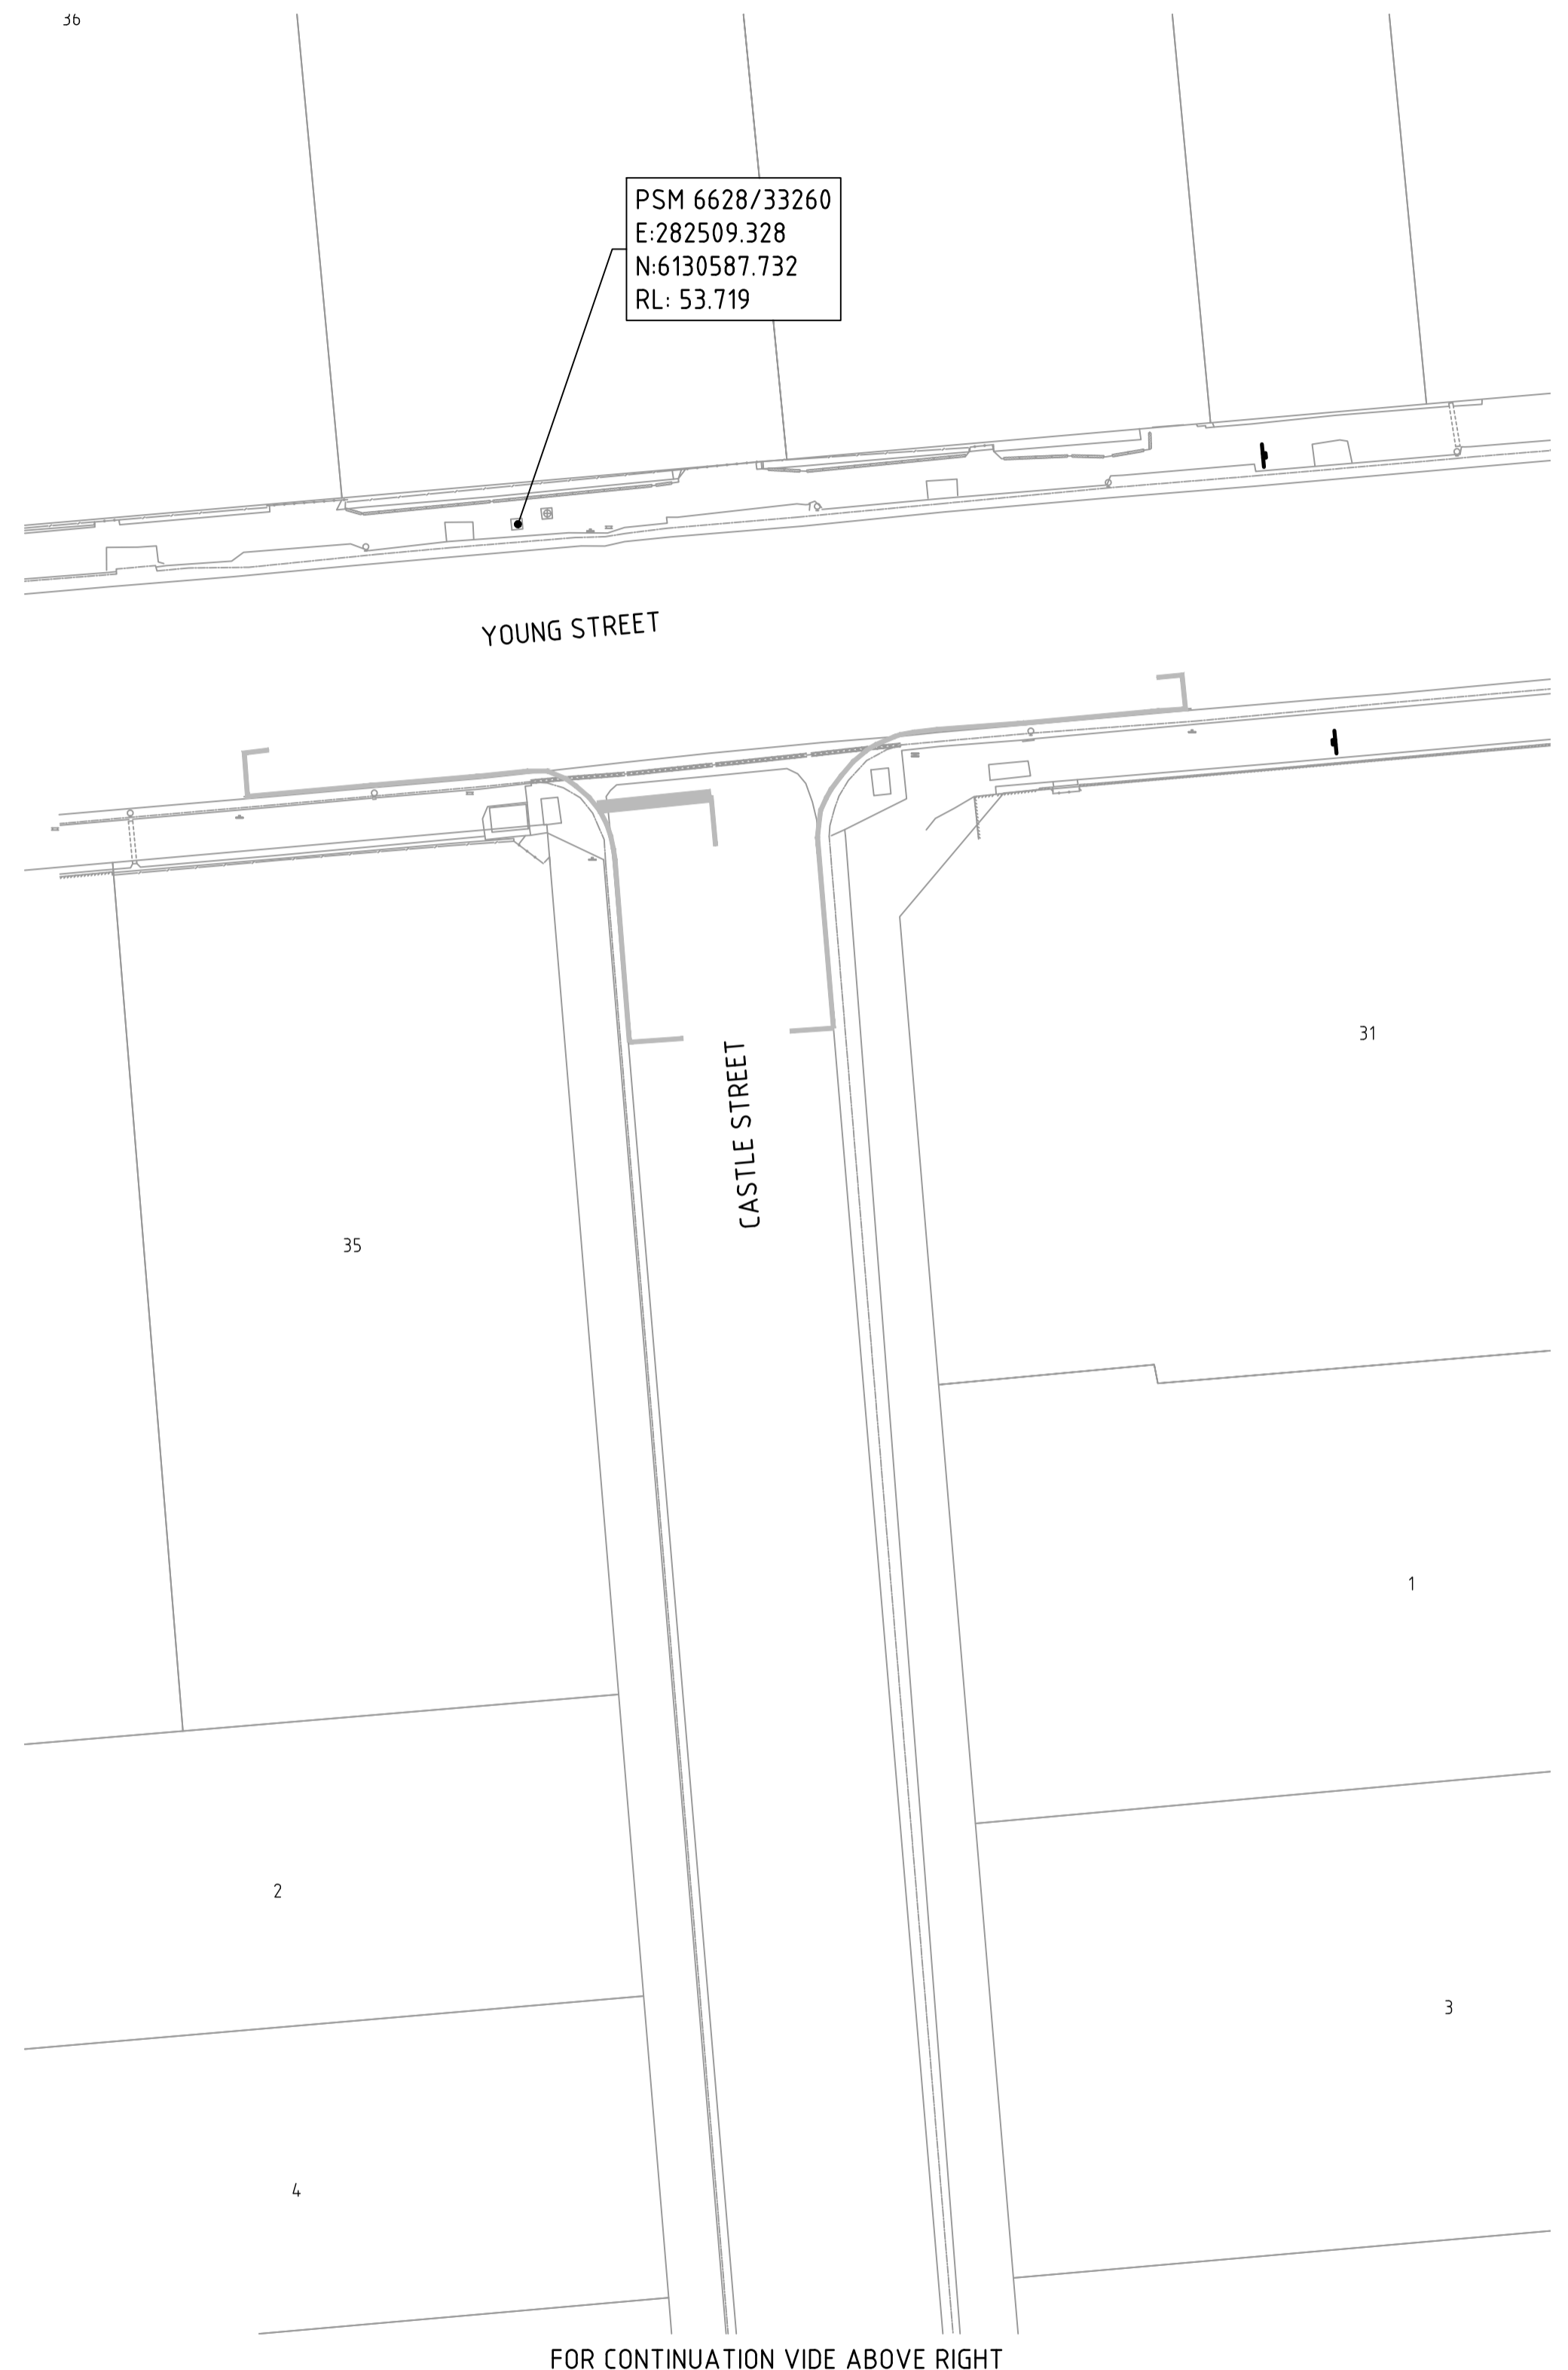 36
PSM 6628/33260
E:282509.328
N:6130587.732
RL: 53.719
YOUNG STREET
CASTLE STREET
31
35
1
2
3
4
FOR CONTINUATION VIDE ABOVE RIGHT